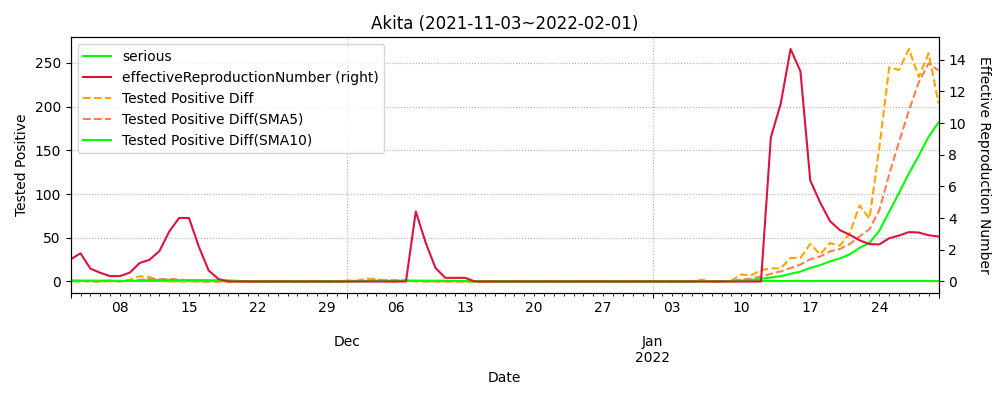 Akita (2021-11-03~2022-02-01)
serious
effectiveReproductionNumber (right)
Tested Positive Diff
Tested Positive Diff(SMA5)
Tested Positive Diff(SMA10)
Tested Positive
250
200
150
100
50
0
Effective Reproduction Number
14
12
10
8
6
4
2
0
08 15 22 29 06 13 20 27 03 10 17 24
Dec Jan
2022
Date